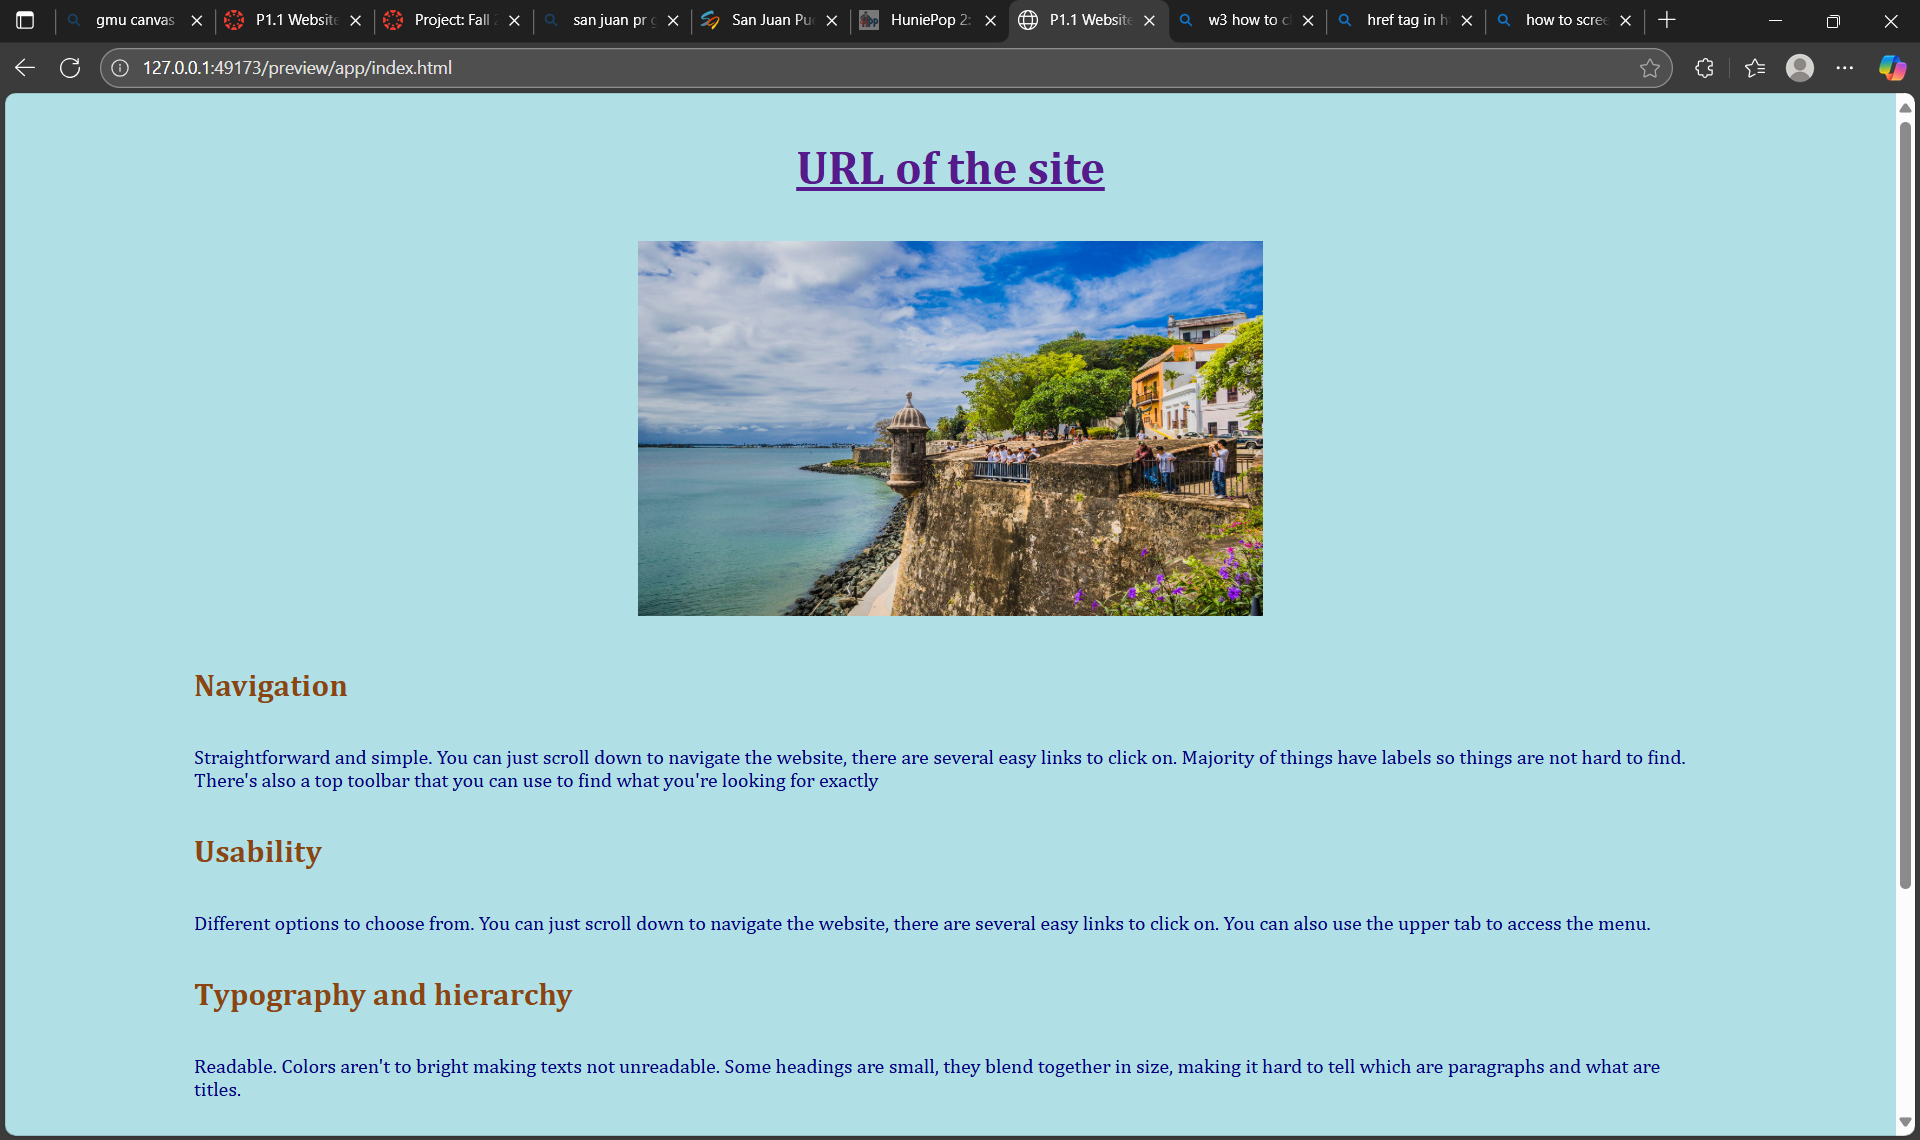 gmu canvas
P1.1 Website
Project: Fall 2
san juan pr g
San Juan Pue
HuniePop 2:
P1.1 Website
w3 how to cl
href tag in h
how to scree
127.0.0.1:49173/preview/app/index.html
URL of the site
Navigation
Straightforward and simple. You can just scroll down to navigate the website, there are several easy links to click on. Majority of things have labels so things are not hard to find.
There's also a top toolbar that you can use to find what you're looking for exactly
Usability
Different options to choose from. You can just scroll down to navigate the website, there are several easy links to click on. You can also use the upper tab to access the menu.
Typography and hierarchy
Readable. Colors aren't to bright making texts not unreadable. Some headings are small, they blend together in size, making it hard to tell which are paragraphs and what are
titles.